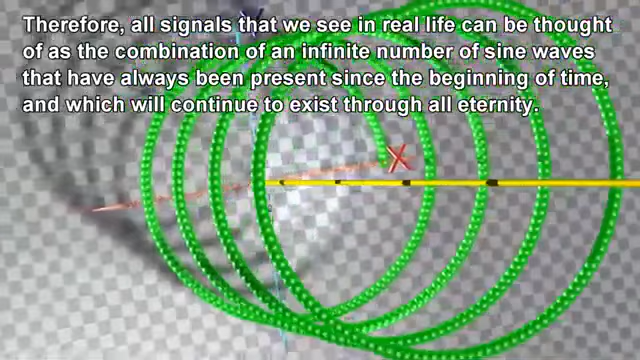 Therefore, all signals that we see in real life can be thought
of as the combination of an infinite number of sine waves
that have always been present since the beginning of time,
and which will continue to exist through all eternity.